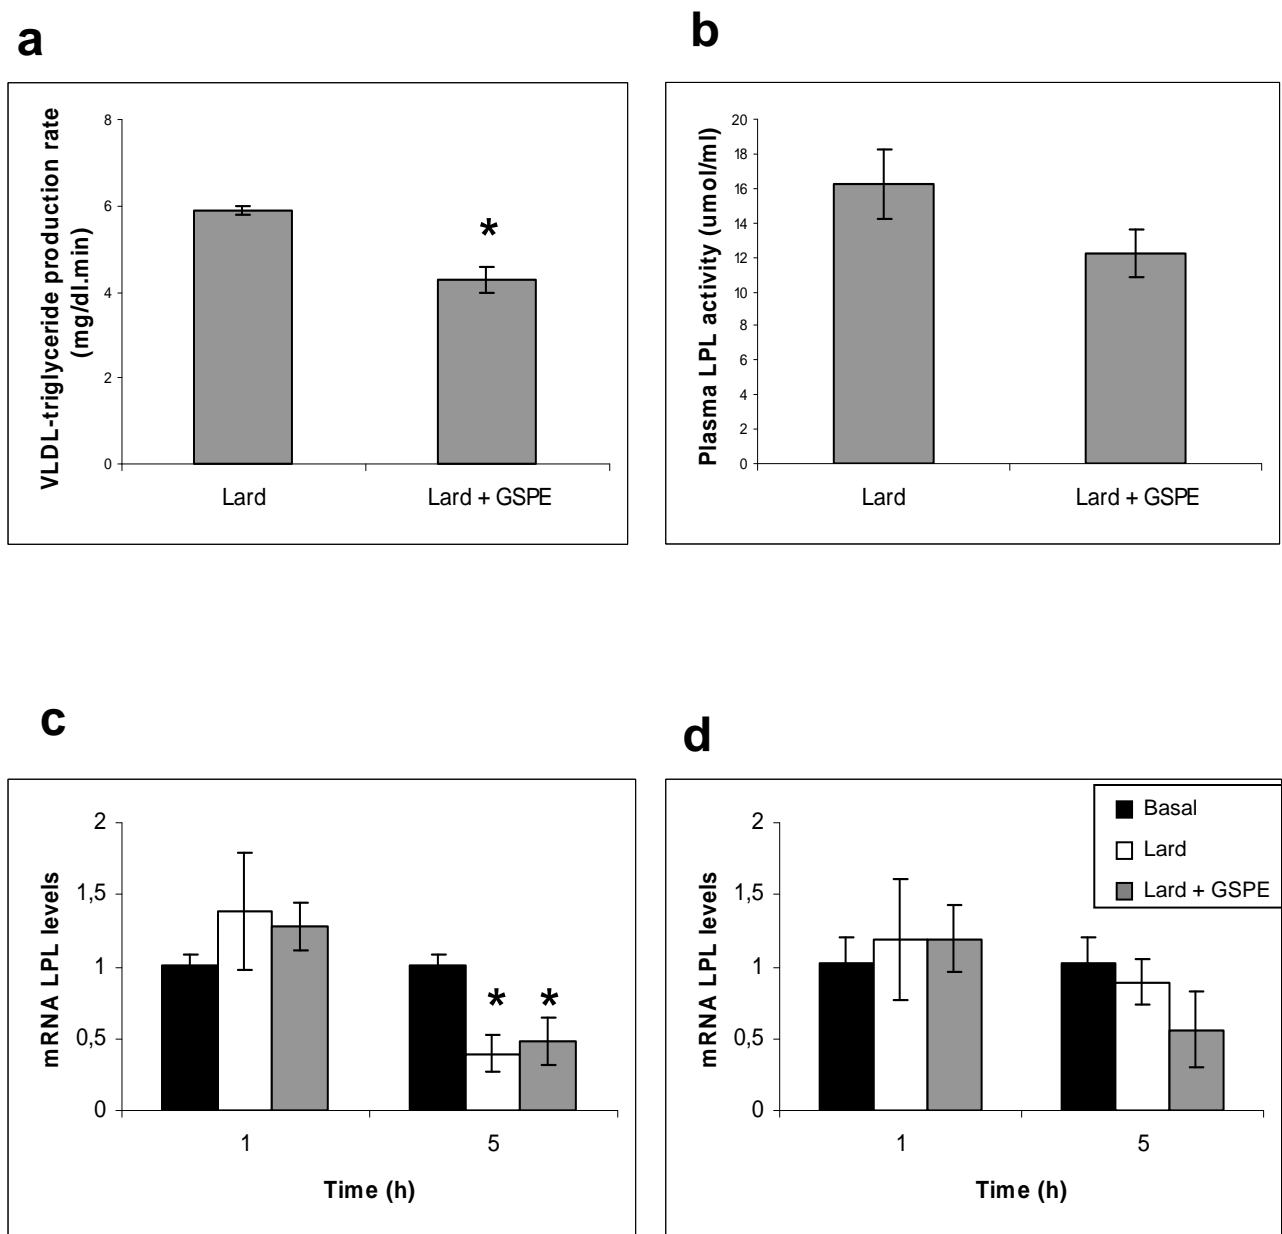 a
VLDL-triglyceride production rate
(mg/dl.min)
8
6
4
2
0
Lard
Lard + GSPE
*
b
Plasma LPL activity (umol/ml)
20
18
16
14
12
10
8
6
4
2
0
Lard
Lard + GSPE
c
mRNA LPL levels
2
1,5
1
0,5
0
* *
1
5
Time (h)
d
mRNA LPL levels
2
1,5
1
0,5
0
1
5
Time (h)
Basal
Lard
Lard + GSPE